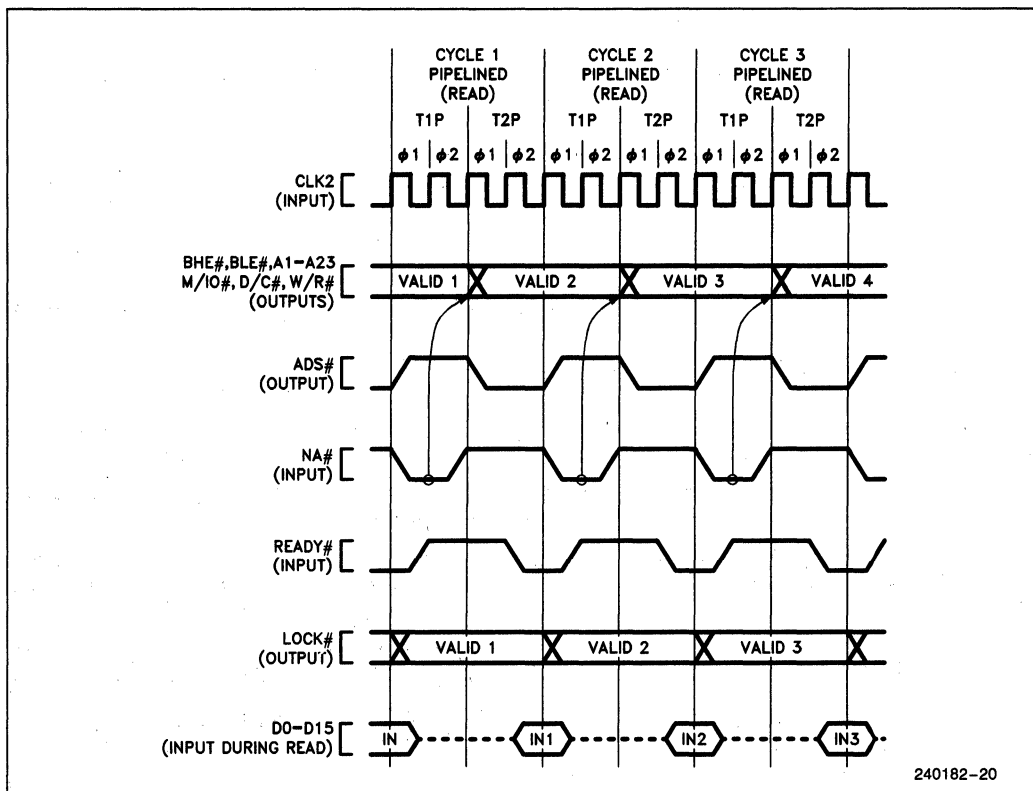 CYCLE 1 CYCLE 2 CYCLE 3
PIPELINED PIPELINED PIPELINED
(READ) (READ) (READ)
T1P T2P T1P T2P T1P T2P
ϕ1 ϕ2 ϕ1 ϕ2 ϕ1 ϕ2 ϕ1 ϕ2 ϕ1 ϕ2 ϕ1 ϕ2
CLK2
(INPUT)
BHE#,BLE#,A1–A23
M/IO#, D/C#, W/R#
(OUTPUTS)
VALID 1 VALID 2 VALID 3 VALID 4
ADS#
(OUTPUT)
NA#
(INPUT)
READY#
(INPUT)
LOCK#
(OUTPUT)
VALID 1 VALID 2 VALID 3
D0–D15
(INPUT DURING READ)
IN IN1 IN2 IN3
240182–20